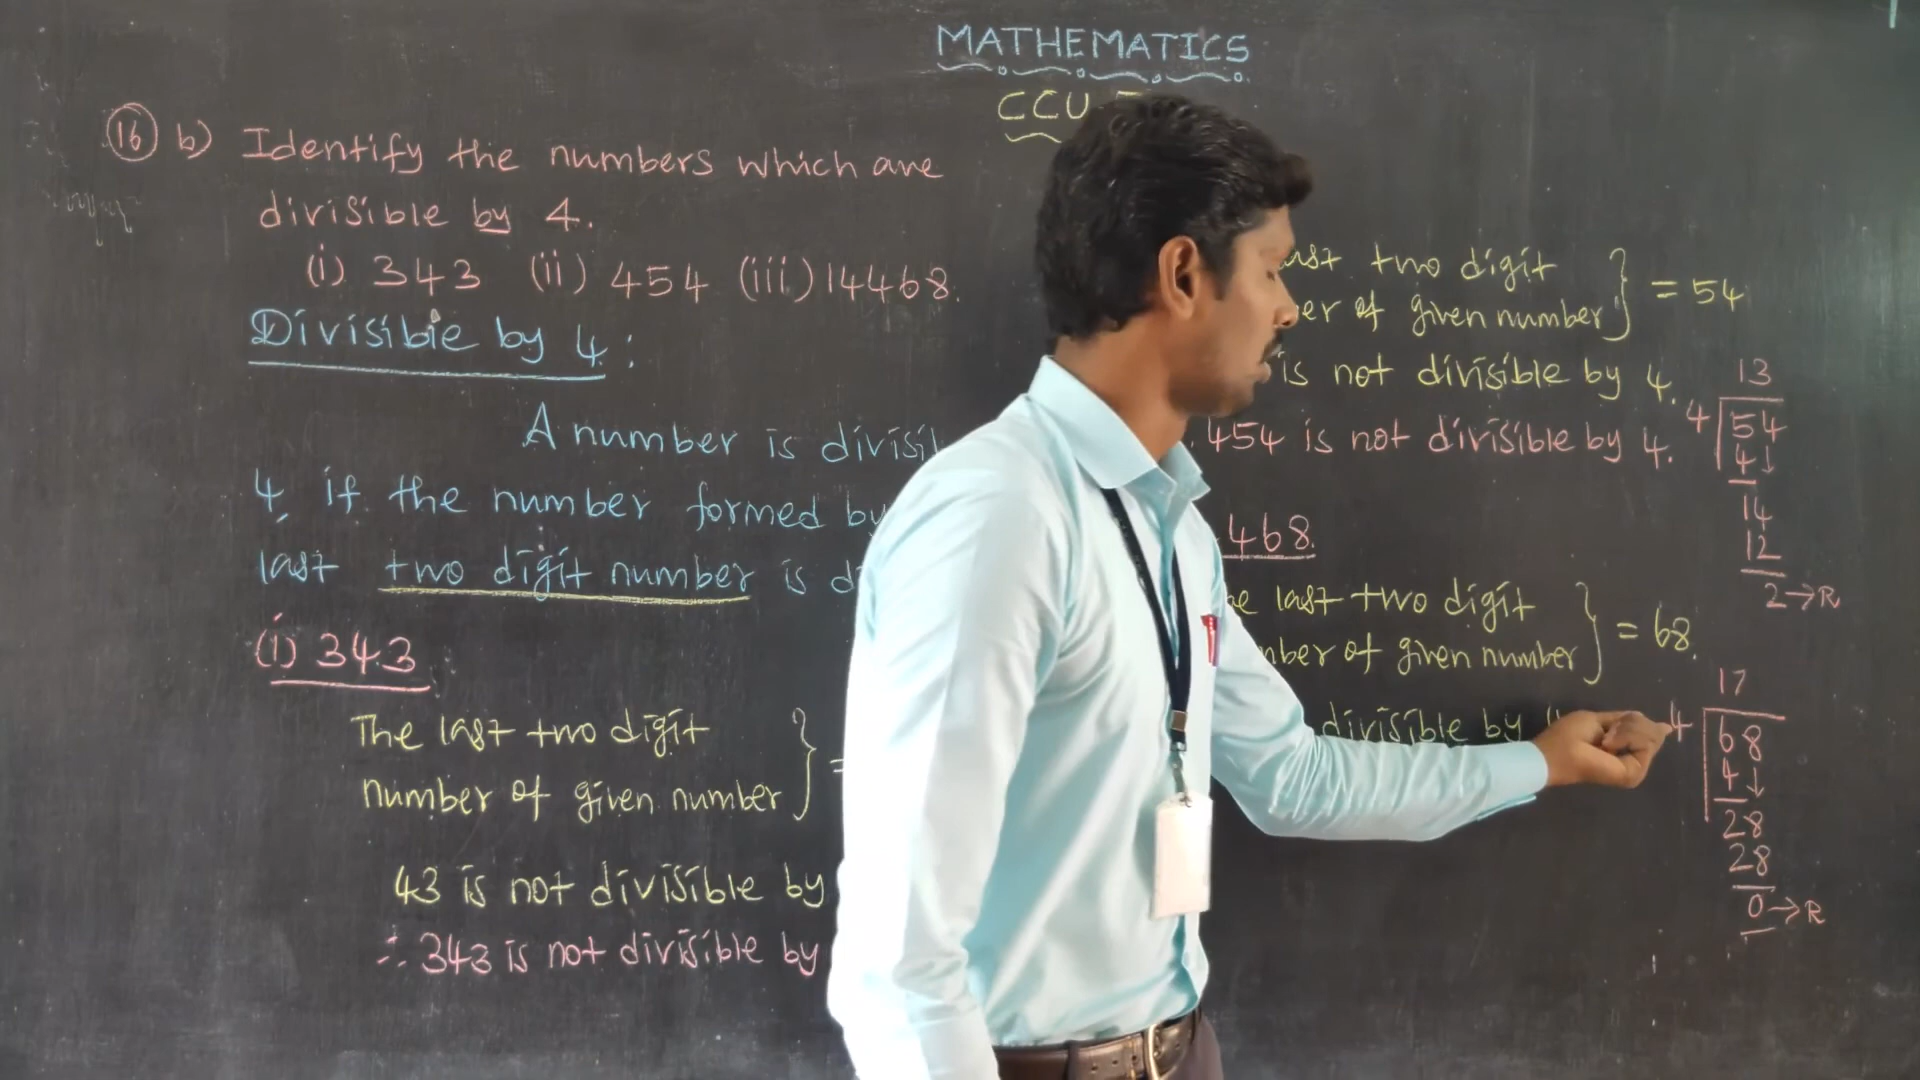 MATHEMATICS
CCU
16 b) Identify the numbers which are
divisible by 4.
(i) 343 (ii) 454 (iii) 14468.
Divisible by 4 :
A number is
4 if the number formed by
last two digit number is
(i) 343
The last two digit
number of given number } =
43 is not divisible by
∴ 343 is not divisible by
two digit
of given number } = 54
is not divisible by 4.
454 is not divisible by 4.
13
4 54
4↓
14
12
2→R
468.
last two digit
of given number } = 68.
divisible by
17
4 68
4↓
28
28
0→R